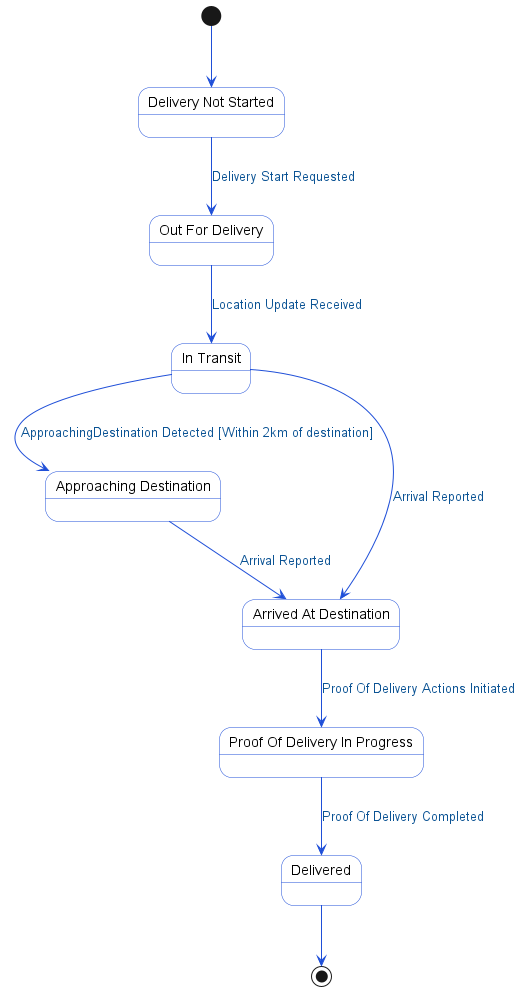 Delivery Not Started
Delivery Start Requested
Out For Delivery
Location Update Received
In Transit
ApproachingDestination Detected [Within 2km of destination]
Approaching Destination
Arrival Reported
Arrival Reported
Arrived At Destination
Proof Of Delivery Actions Initiated
Proof Of Delivery In Progress
Proof Of Delivery Completed
Delivered